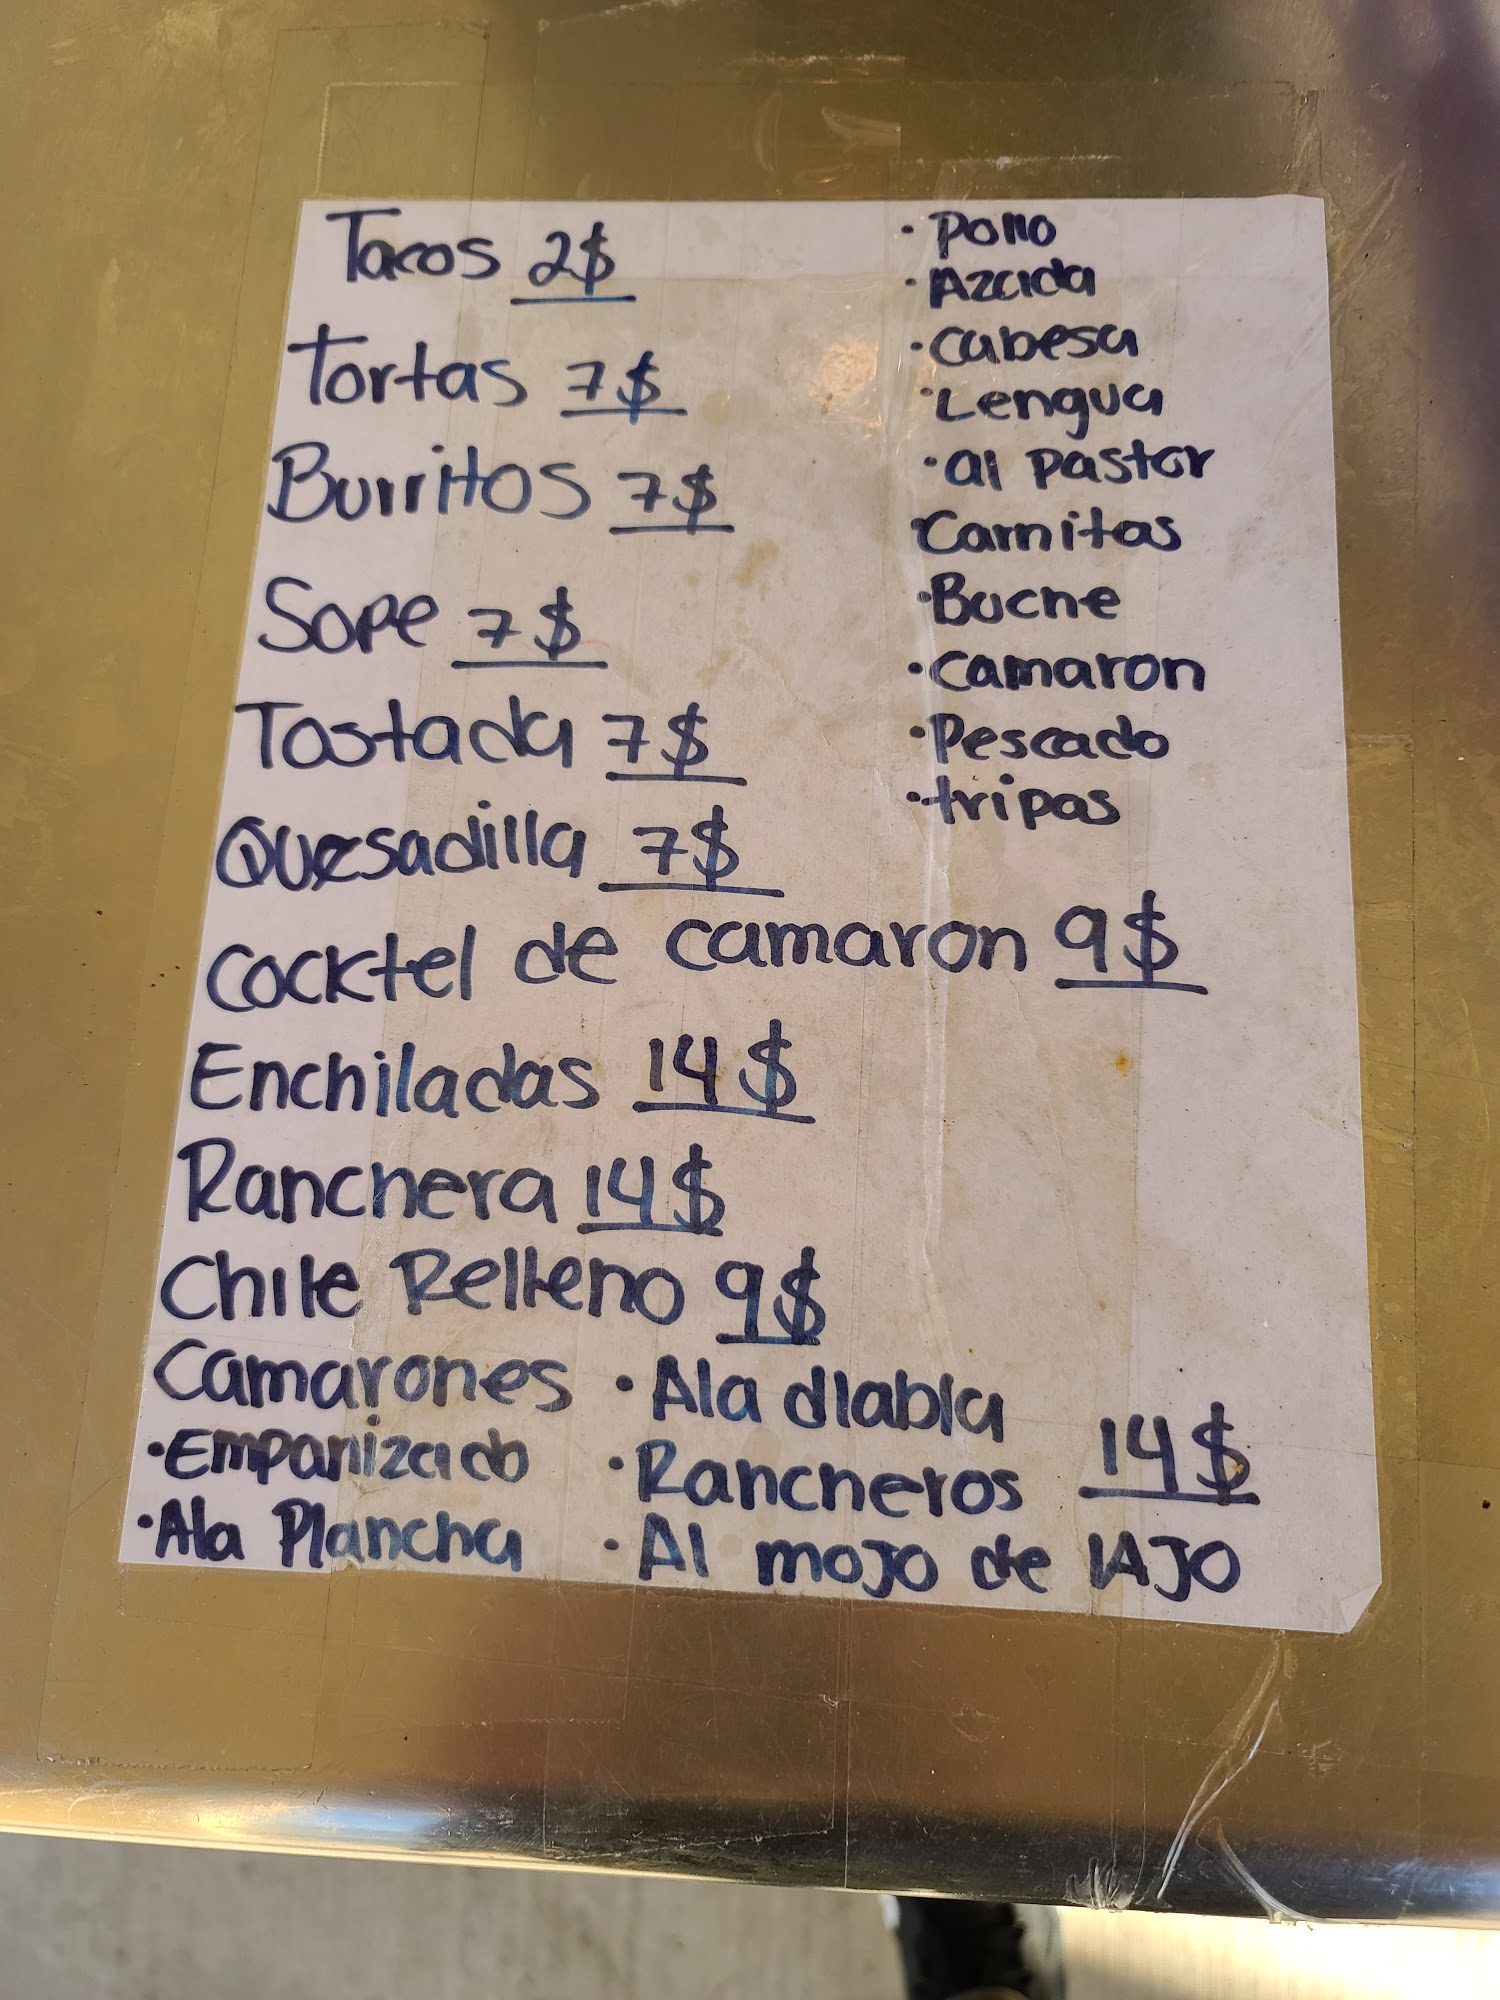 Tacos 2$
Tortas 7$
Burritos 7$
Sope 7$
Tostada 7$
Quesadilla 7$
• Pollo
• Azada
• Cabesa
• Lengua
• al pastor
• Carnitas
• Buche
• Camaron
• Pescado
• tripas
Cocktel de camaron 9$
Enchiladas 14$
Ranchera 14$
Chile Relleno 9$
Camarones • Ala diabla
• Empanizado • Rancheros 14$
• Ala Plancha • Al mojo de IAJO